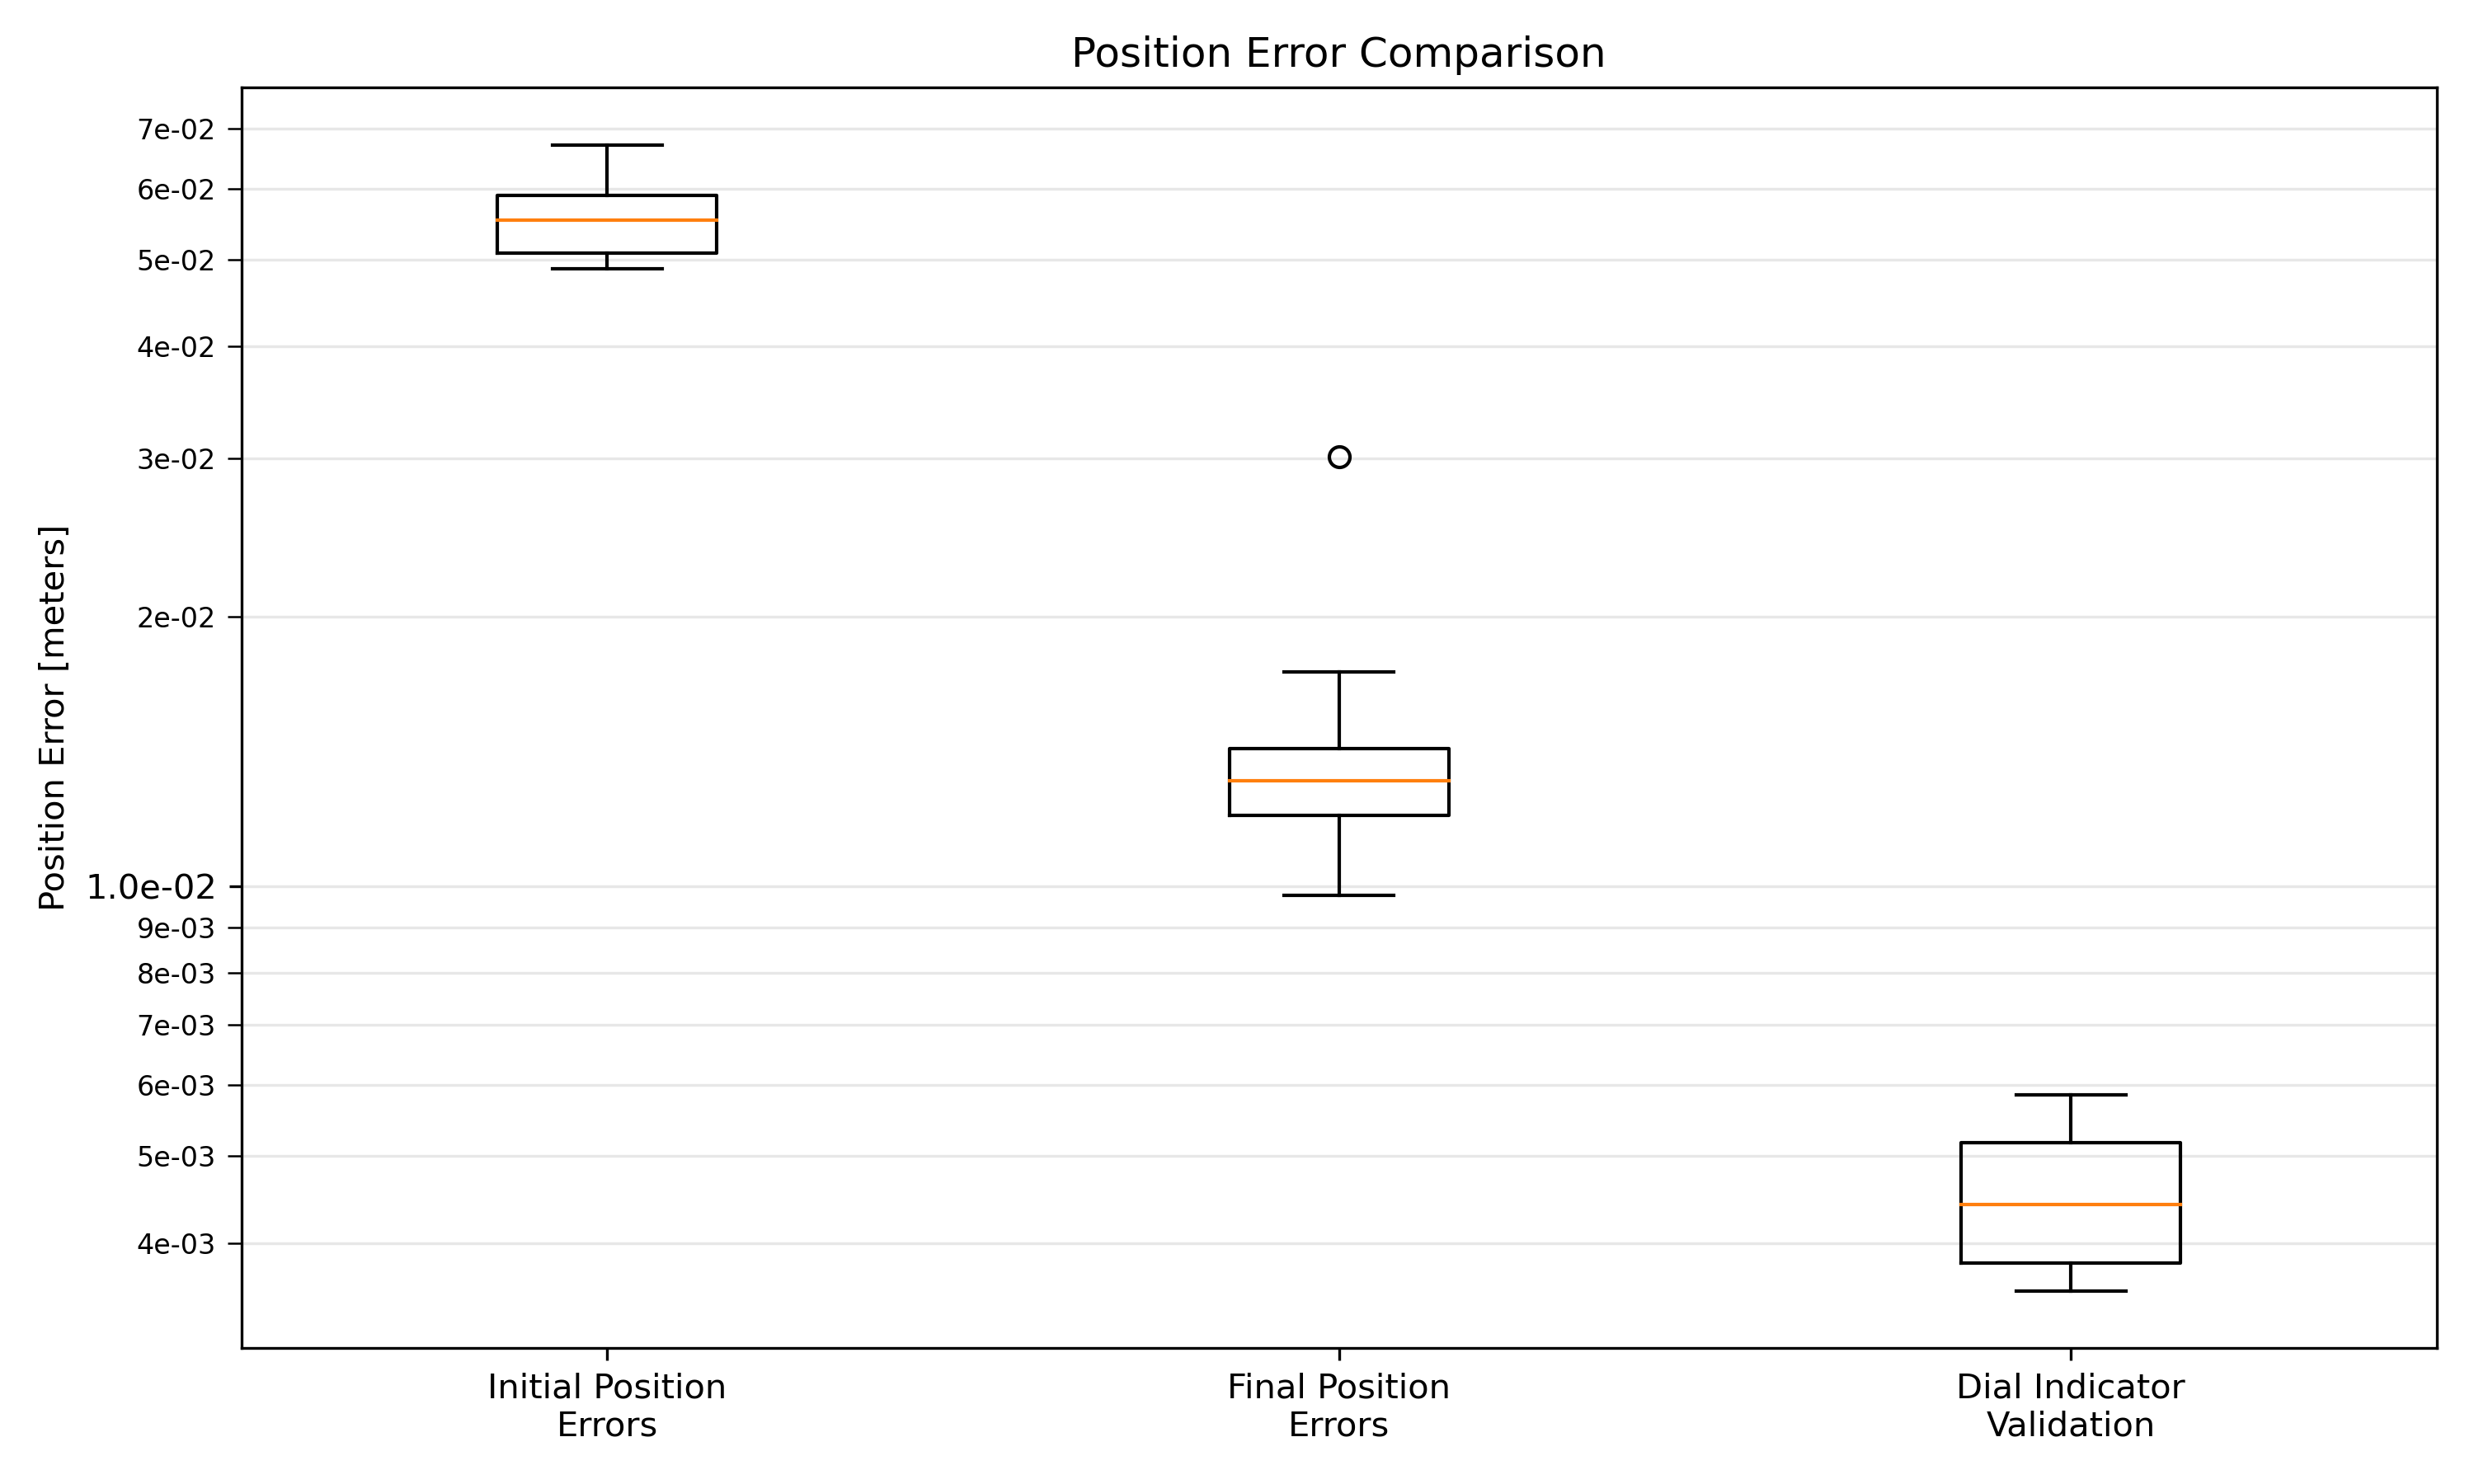 Position Error Comparison
Position Error [meters]
7e-02
6e-02
5e-02
4e-02
3e-02
2e-02
1.0e-02
9e-03
8e-03
7e-03
6e-03
5e-03
4e-03
Initial Position
Errors
Final Position
Errors
Dial Indicator
Validation